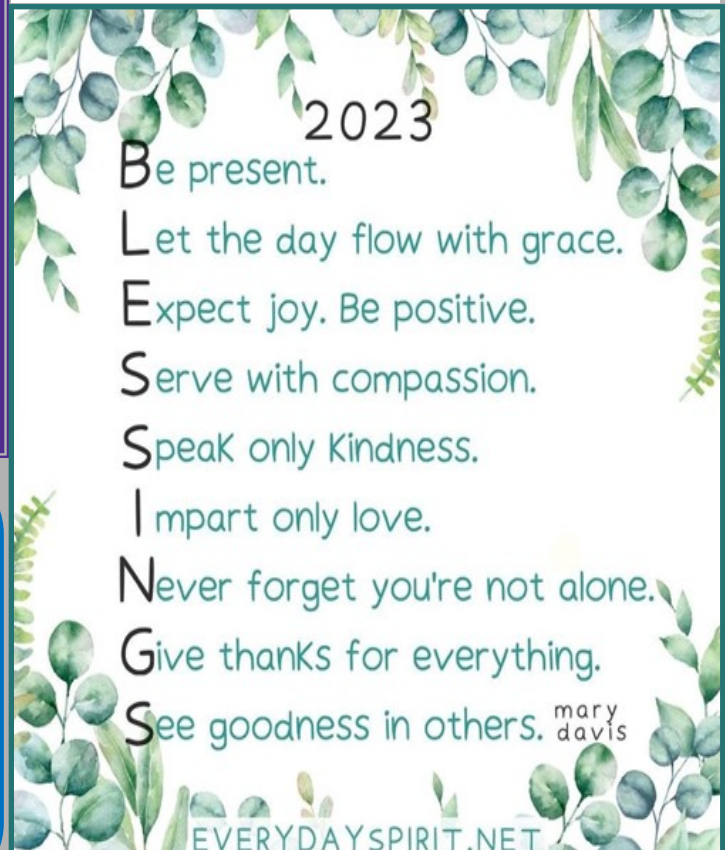 2023
Be present.
Let the day flow with grace.
Expect joy. Be positive.
Serve with compassion.
Speak only Kindness.
Impart only love.
Never forget you're not alone.
Give thanks for everything.
See goodness in others. mary davis
EVERYDAYSPIRIT.NET